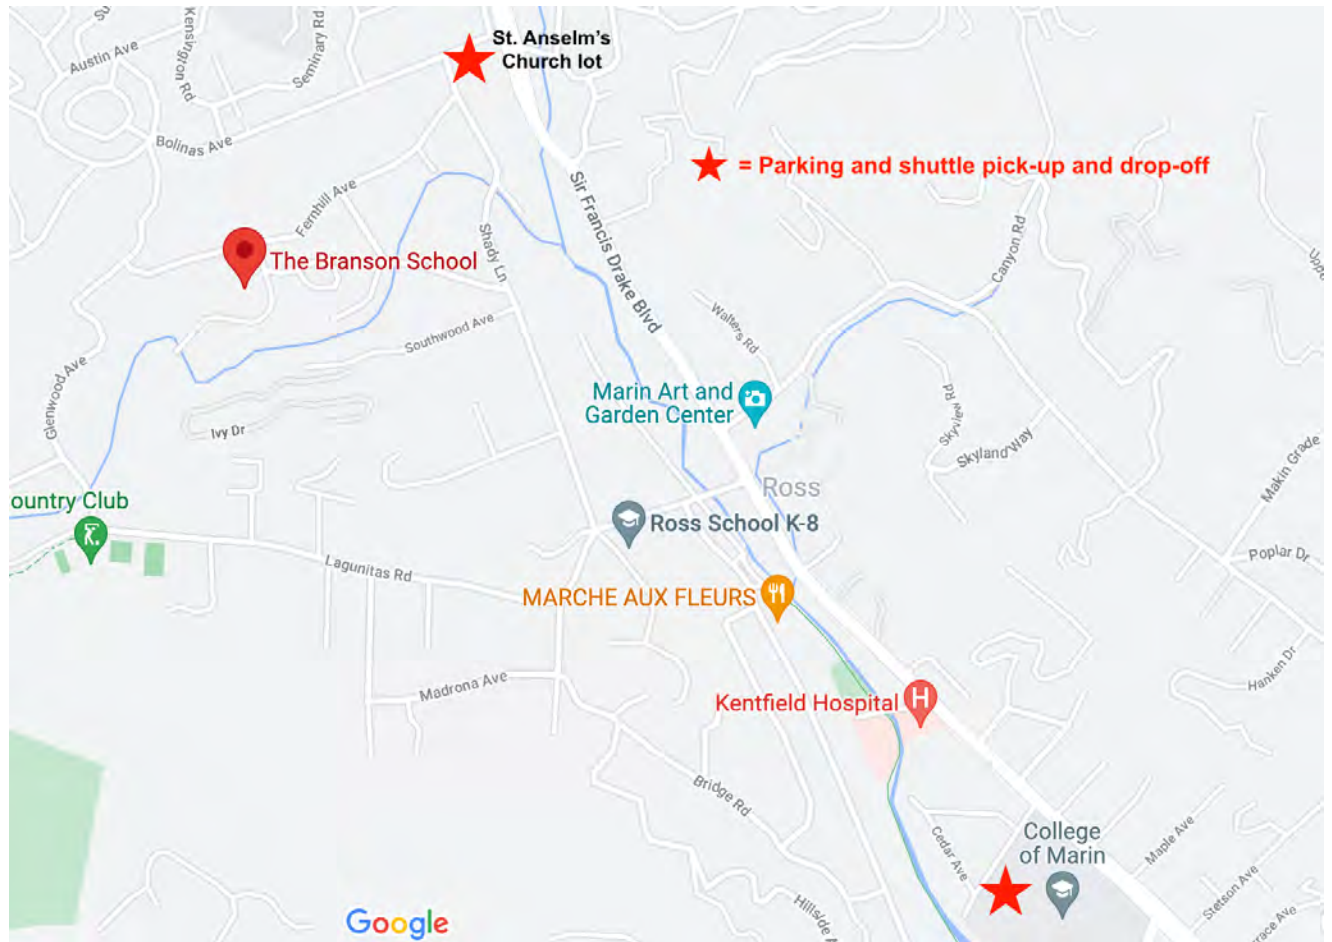 Su
Kensington Rd
Seminary Rd
Austin Ave
St. Anselm's
Church lot
Bolinas Ave
= Parking and shuttle pick-up and drop-off
Fernhill Ave
Sir Francis Drake Blvd
Shady Ln
The Branson School
Canyon Rd
Uppe
Walters Rd
Southwood Ave
Glenwood Ave
Marin Art and
Garden Center
Skyview Rd
Ivy Dr
Skyland Way
Makin Grade
ountry Club
Ross
Ross School K-8
Poplar Dr
Lagunitas Rd
MARCHE AUX FLEURS
Hanken Dr
Madrona Ave
Kentfield Hospital
H
Bridge Rd
College
of Marin
Cedar Ave
Maple Ave
Stetson Ave
Hillside A
race Ave
Google